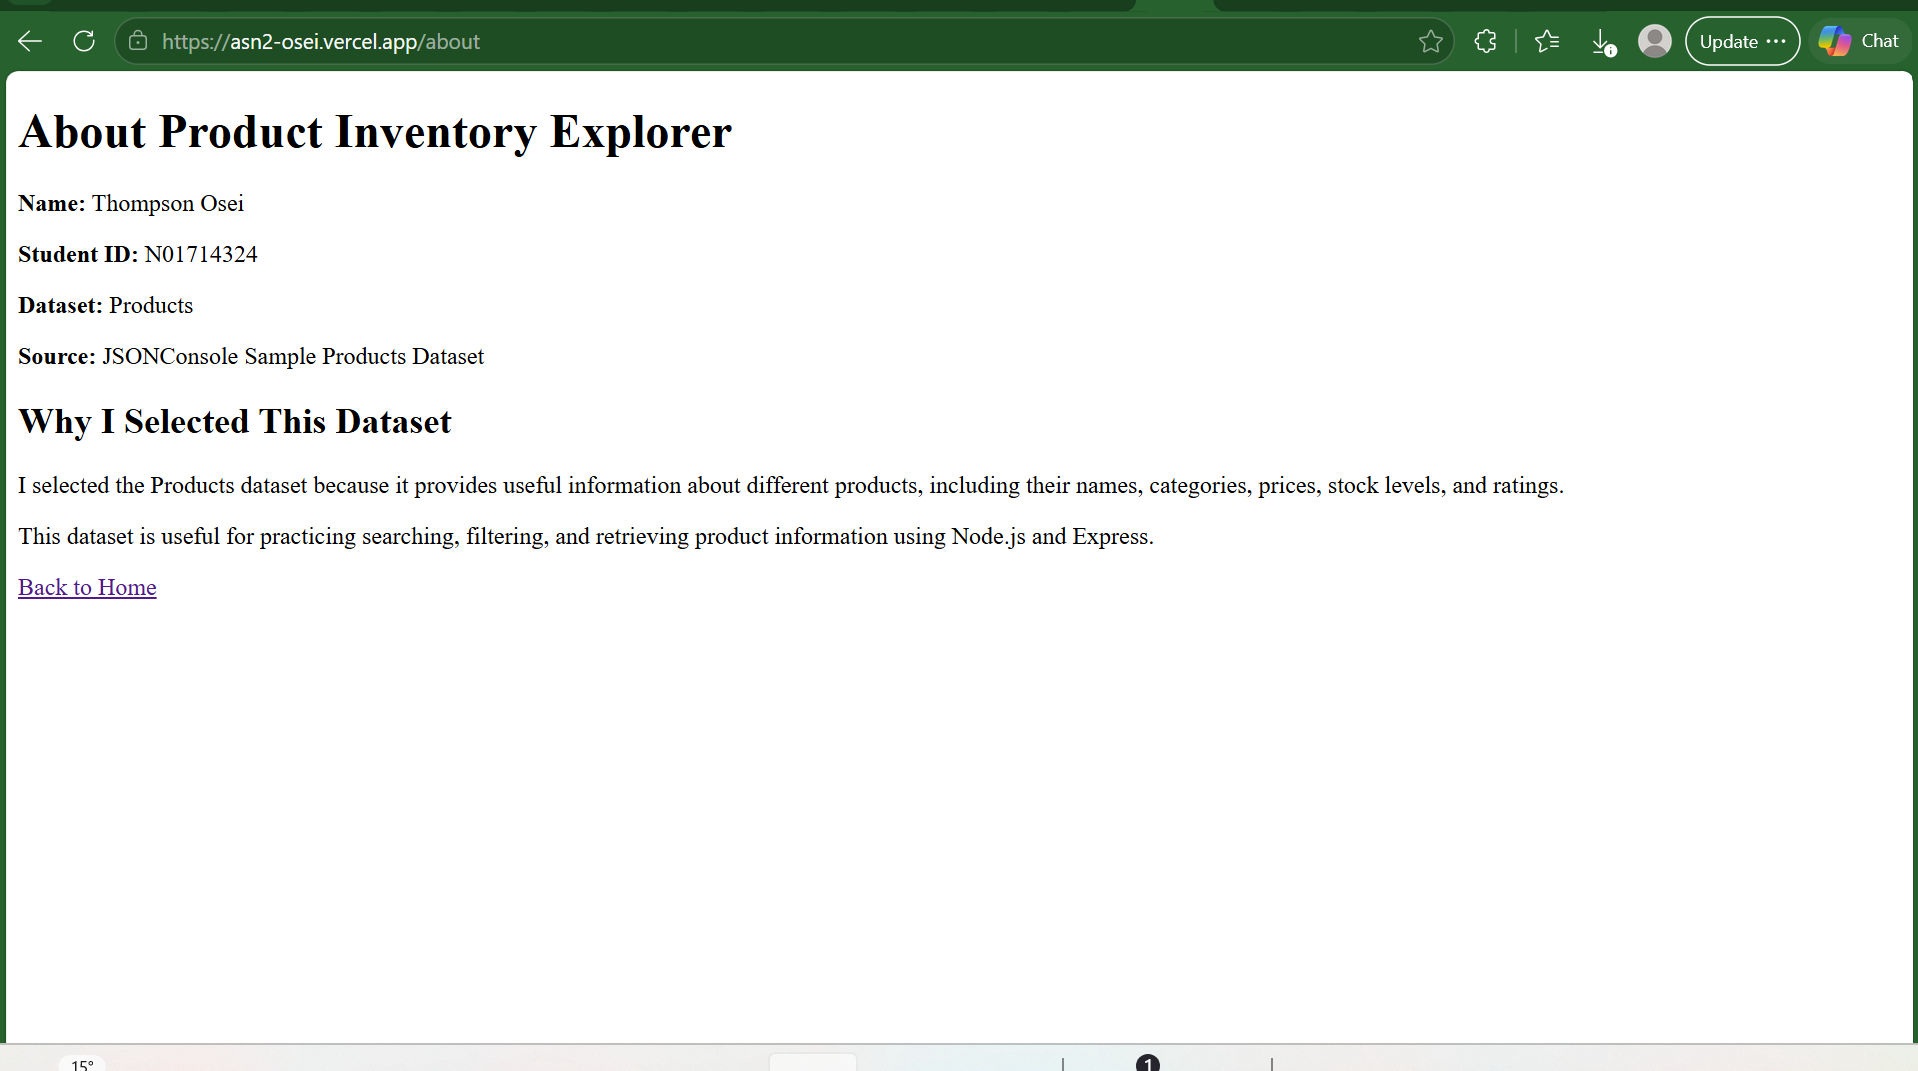 https://asn2-osei.vercel.app/about
Update
Chat
About Product Inventory Explorer
Name: Thompson Osei
Student ID: N01714324
Dataset: Products
Source: JSONConsole Sample Products Dataset
Why I Selected This Dataset
I selected the Products dataset because it provides useful information about different products, including their names, categories, prices, stock levels, and ratings.
This dataset is useful for practicing searching, filtering, and retrieving product information using Node.js and Express.
Back to Home
15°
1